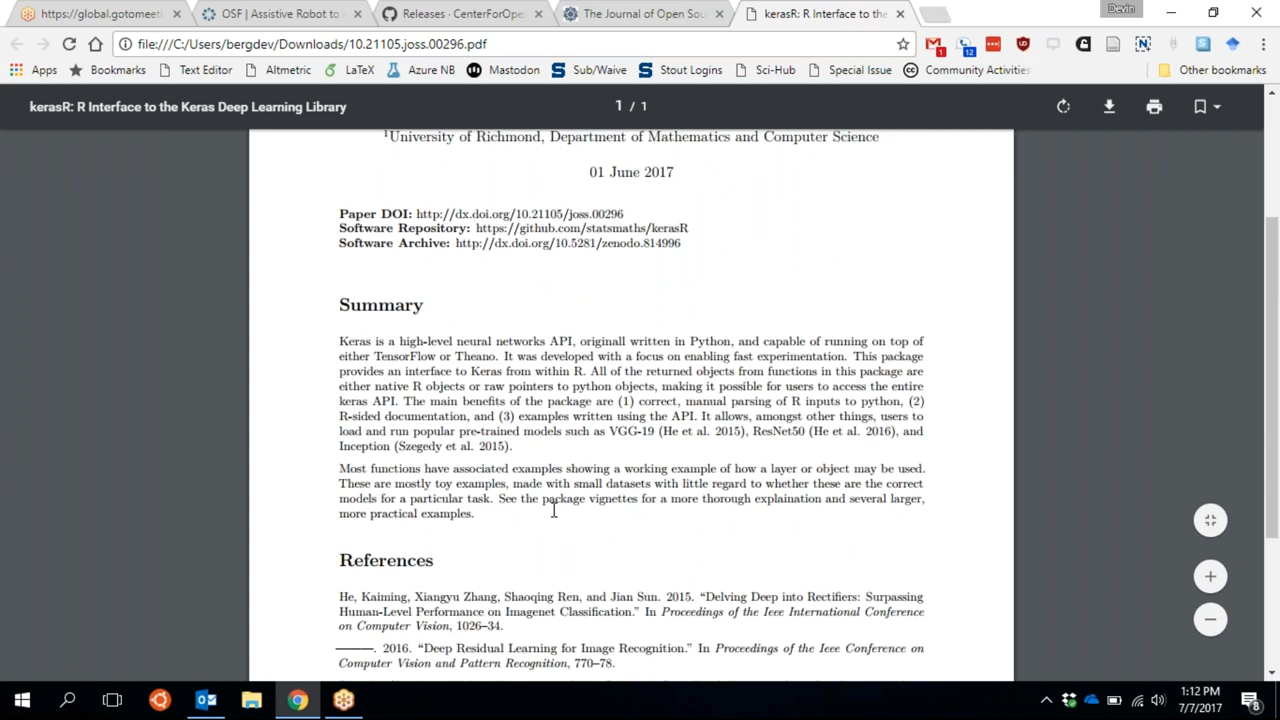 https://global.gotomeeti
OSF | Assistive Robot to
Releases · CenterForOpe
The Journal of Open Sou
kerasR: R Interface to the
Devin
file:///C:/Users/bergdev/Downloads/10.21105.joss.00296.pdf
1
12
Apps
Bookmarks
Text Editor
Altmetric
LaTeX
Azure NB
Mastodon
Sub/Waive
Stout Logins
Sci-Hub
Special Issue
Community Activities
Other bookmarks
kerasR: R Interface to the Keras Deep Learning Library
1 / 1
¹University of Richmond, Department of Mathematics and Computer Science
01 June 2017
Paper DOI: http://dx.doi.org/10.21105/joss.00296
Software Repository: https://github.com/statsmaths/kerasR
Software Archive: http://dx.doi.org/10.5281/zenodo.814996
Summary
Keras is a high-level neural networks API, originall written in Python, and capable of running on top of
either TensorFlow or Theano. It was developed with a focus on enabling fast experimentation. This package
provides an interface to Keras from within R. All of the returned objects from functions in this package are
either native R objects or raw pointers to python objects, making it possible for users to access the entire
keras API. The main benefits of the package are (1) correct, manual parsing of R inputs to python, (2)
R-sided documentation, and (3) examples written using the API. It allows, amongst other things, users to
load and run popular pre-trained models such as VGG-19 (He et al. 2015), ResNet50 (He et al. 2016), and
Inception (Szegedy et al. 2015).
Most functions have associated examples showing a working example of how a layer or object may be used.
These are mostly toy examples, made with small datasets with little regard to whether these are the correct
models for a particular task. See the package vignettes for a more thorough explaination and several larger,
more practical examples.
References
He, Kaiming, Xiangyu Zhang, Shaoqing Ren, and Jian Sun. 2015. “Delving Deep into Rectifiers: Surpassing
Human-Level Performance on Imagenet Classification.” In Proceedings of the Ieee International Conference
on Computer Vision, 1026–34.
———. 2016. “Deep Residual Learning for Image Recognition.” In Proceedings of the Ieee Conference on
Computer Vision and Pattern Recognition, 770–78.
1:12 PM
7/7/2017
8